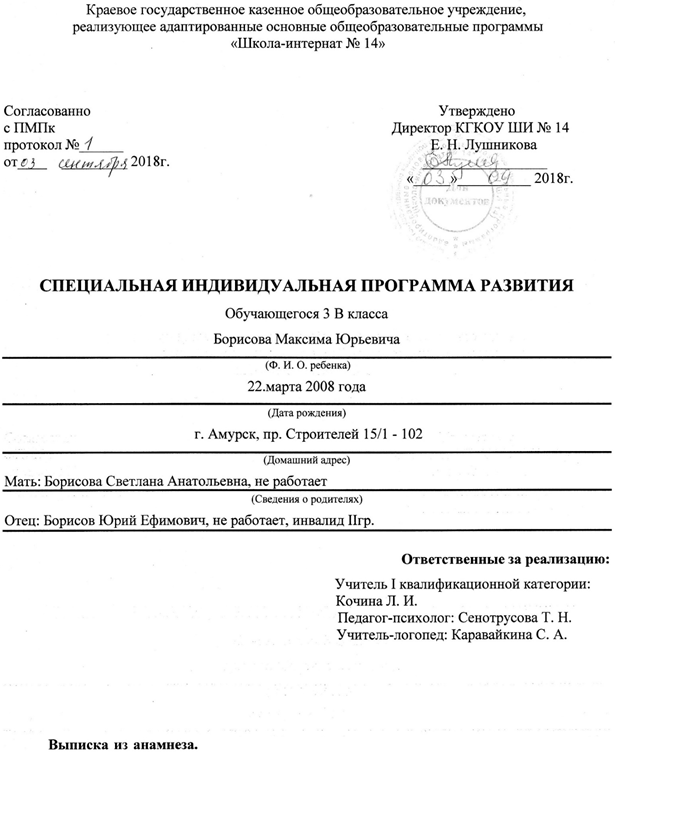 Краевое государственное казенное общеобразовательное учреждение,
реализующее адаптированные основные общеобразовательные программы
«Школа-интернат № 14»
Согласованно
с ПМПк
протокол № 1
от 03 сентября 2018г.
Утверждено
Директор КГКОУ ШИ № 14
Е. Н. Лушникова
« 03 » 09 2018г.
документов
СПЕЦИАЛЬНАЯ ИНДИВИДУАЛЬНАЯ ПРОГРАММА РАЗВИТИЯ
Обучающегося 3 В класса
Борисова Максима Юрьевича
(Ф. И. О. ребенка)
22.марта 2008 года
(Дата рождения)
г. Амурск, пр. Строителей 15/1 - 102
(Домашний адрес)
Мать: Борисова Светлана Анатольевна, не работает
(Сведения о родителях)
Отец: Борисов Юрий Ефимович, не работает, инвалид IIгр.
Ответственные за реализацию:
Учитель I квалификационной категории:
Кочина Л. И.
Педагог-психолог: Сенотрусова Т. Н.
Учитель-логопед: Каравайкина С. А.
Выписка из анамнеза.